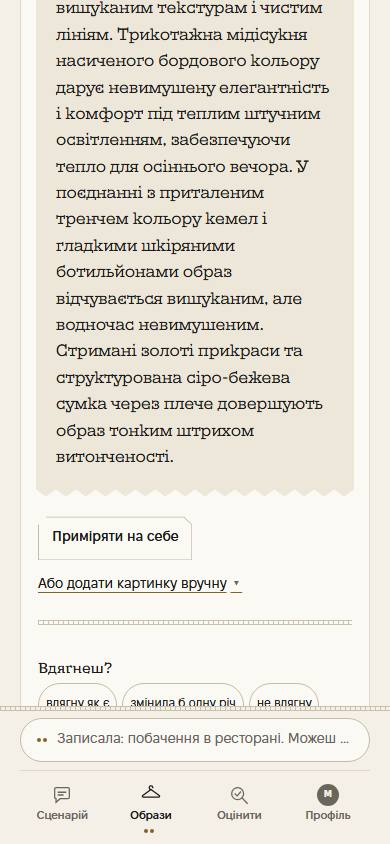 вишуканим текстурам і чистим
лініям. Трикотажна мідісукня
насиченого бордового кольору
дарує невимушену елегантність
і комфорт під теплим штучним
освітленням, забезпечуючи
тепло для осіннього вечора. У
поєднанні з приталеним
тренчем кольору кемел і
гладкими шкіряними
ботильйонами образ
відчувається вишуканим, але
водночас невимушеним.
Стримані золоті прикраси та
структурована сіро-бежева
сумка через плече довершують
образ тонким штрихом
витонченості.
Приміряти на себе
Або додати картинку вручну ▾
Вдягнеш?
вдягну як є змінила б одну річ не вдягну
Записала: побачення в ресторані. Можеш ...
М
Сценарій Образи Оцінити Профіль